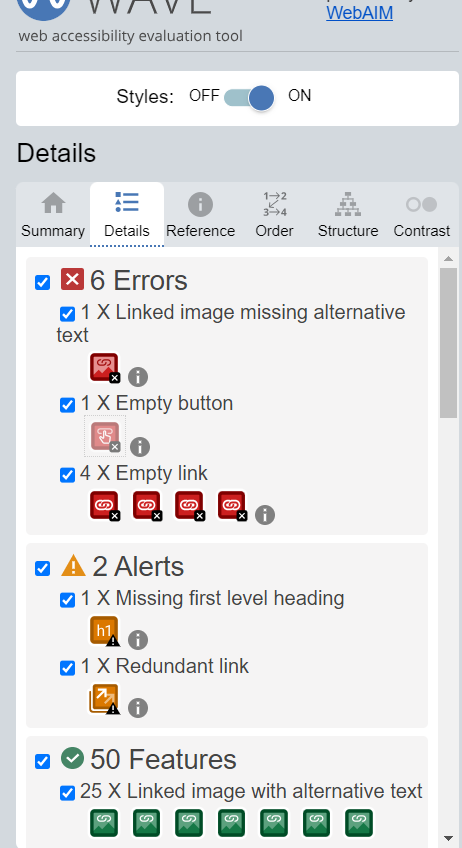 WAVE
web accessibility evaluation tool
WebAIM
Styles: OFF ON
Details
Summary Details Reference Order Structure Contrast
6 Errors
1 X Linked image missing alternative
text
1 X Empty button
4 X Empty link
2 Alerts
1 X Missing first level heading
h1
1 X Redundant link
50 Features
25 X Linked image with alternative text